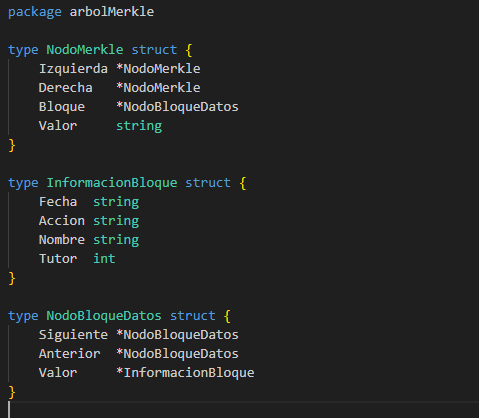 package arbolMerkle
type NodoMerkle struct {
Izquierda *NodoMerkle
Derecha *NodoMerkle
Bloque *NodoBloqueDatos
Valor string
}
type InformacionBloque struct {
Fecha string
Accion string
Nombre string
Tutor int
}
type NodoBloqueDatos struct {
Siguiente *NodoBloqueDatos
Anterior *NodoBloqueDatos
Valor *InformacionBloque
}